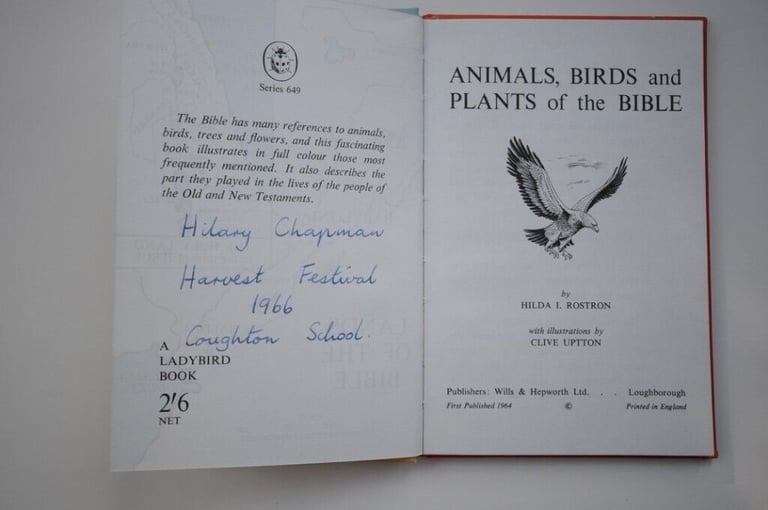 Series 649
The Bible has many references to animals,
birds, trees and flowers, and this fascinating
book illustrates in full colour those most
frequently mentioned. It also describes the
part they played in the lives of the people of
the Old and New Testaments.
Hilary Chapman
Harvest Festival
1966
Coughton School.
A
LADYBIRD
BOOK
2'6
NET
ANIMALS, BIRDS and
PLANTS of the BIBLE
by
HILDA I. ROSTRON
with illustrations by
CLIVE UPTTON
Publishers: Wills & Hepworth Ltd. . . Loughborough
First Published 1964 © Printed in England